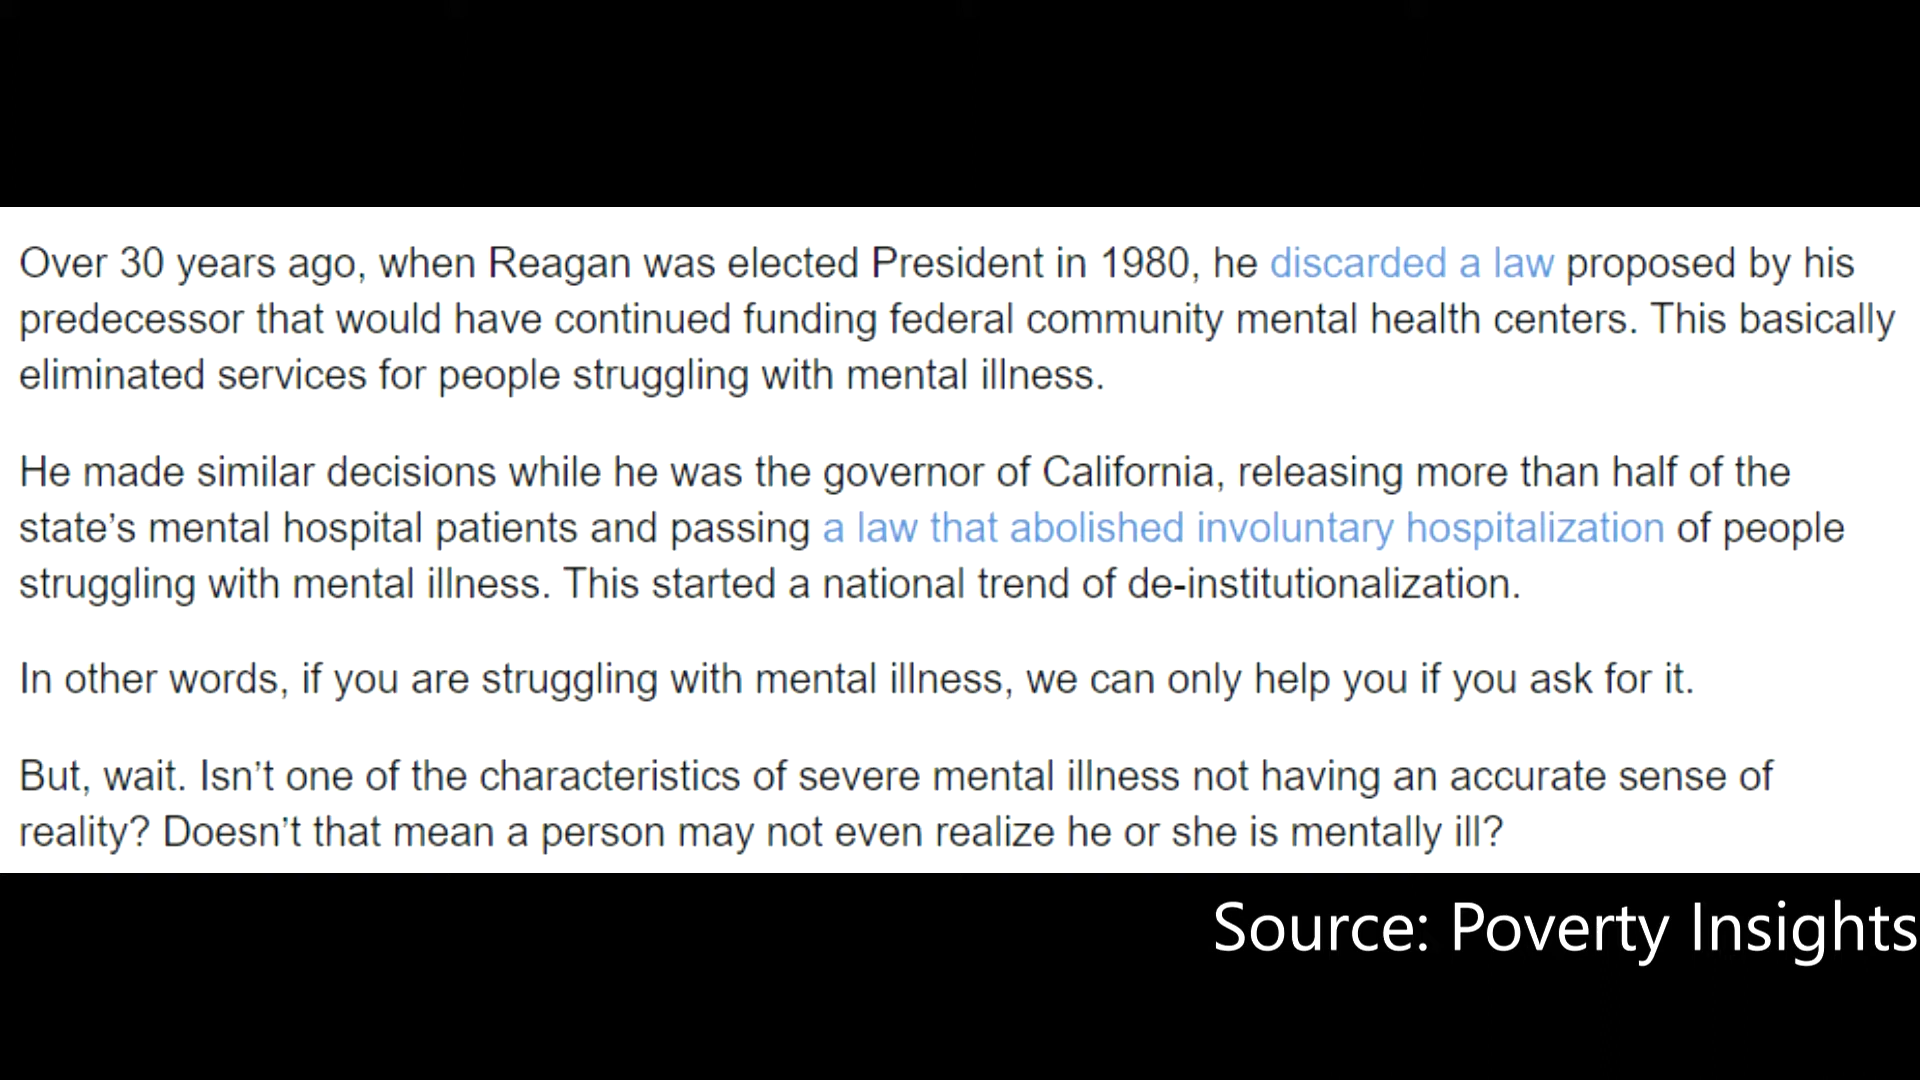 Over 30 years ago, when Reagan was elected President in 1980, he discarded a law proposed by his
predecessor that would have continued funding federal community mental health centers. This basically
eliminated services for people struggling with mental illness.
He made similar decisions while he was the governor of California, releasing more than half of the
state’s mental hospital patients and passing a law that abolished involuntary hospitalization of people
struggling with mental illness. This started a national trend of de-institutionalization.
In other words, if you are struggling with mental illness, we can only help you if you ask for it.
But, wait. Isn’t one of the characteristics of severe mental illness not having an accurate sense of
reality? Doesn’t that mean a person may not even realize he or she is mentally ill?
Source: Poverty Insights